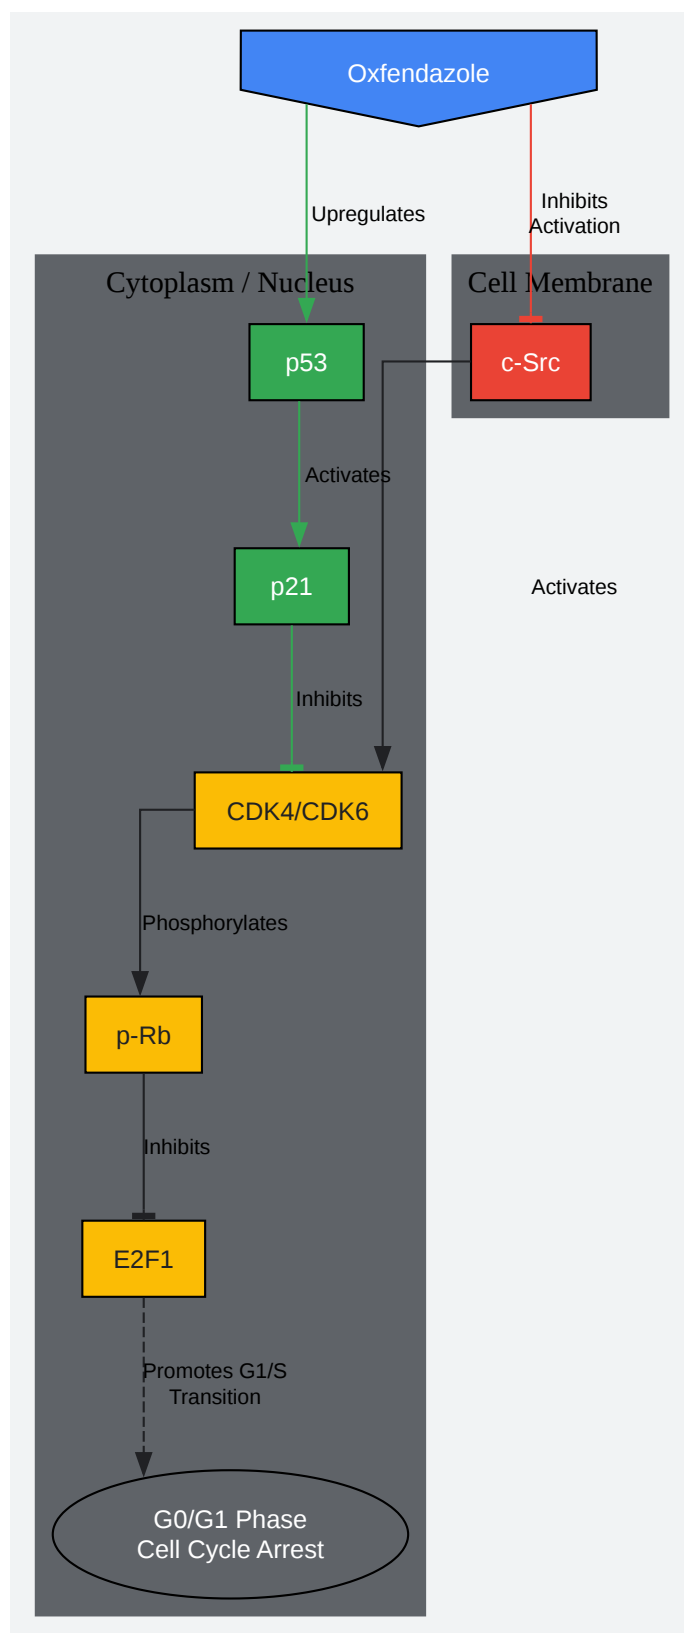 Oxfendazole
Upregulates
Inhibits
Activation
Cytoplasm / Nucleus
Cell Membrane
p53
c-Src
Activates
p21
Activates
Inhibits
CDK4/CDK6
Phosphorylates
p-Rb
Inhibits
E2F1
Promotes G1/S
Transition
G0/G1 Phase
Cell Cycle Arrest